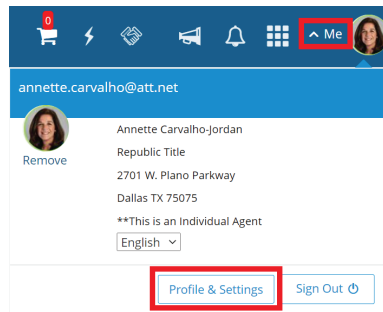 0
Me
annette.carvalho@att.net
Remove
Annette Carvalho-Jordan
Republic Title
2701 W. Plano Parkway
Dallas TX 75075
**This is an Individual Agent
English
Profile & Settings
Sign Out